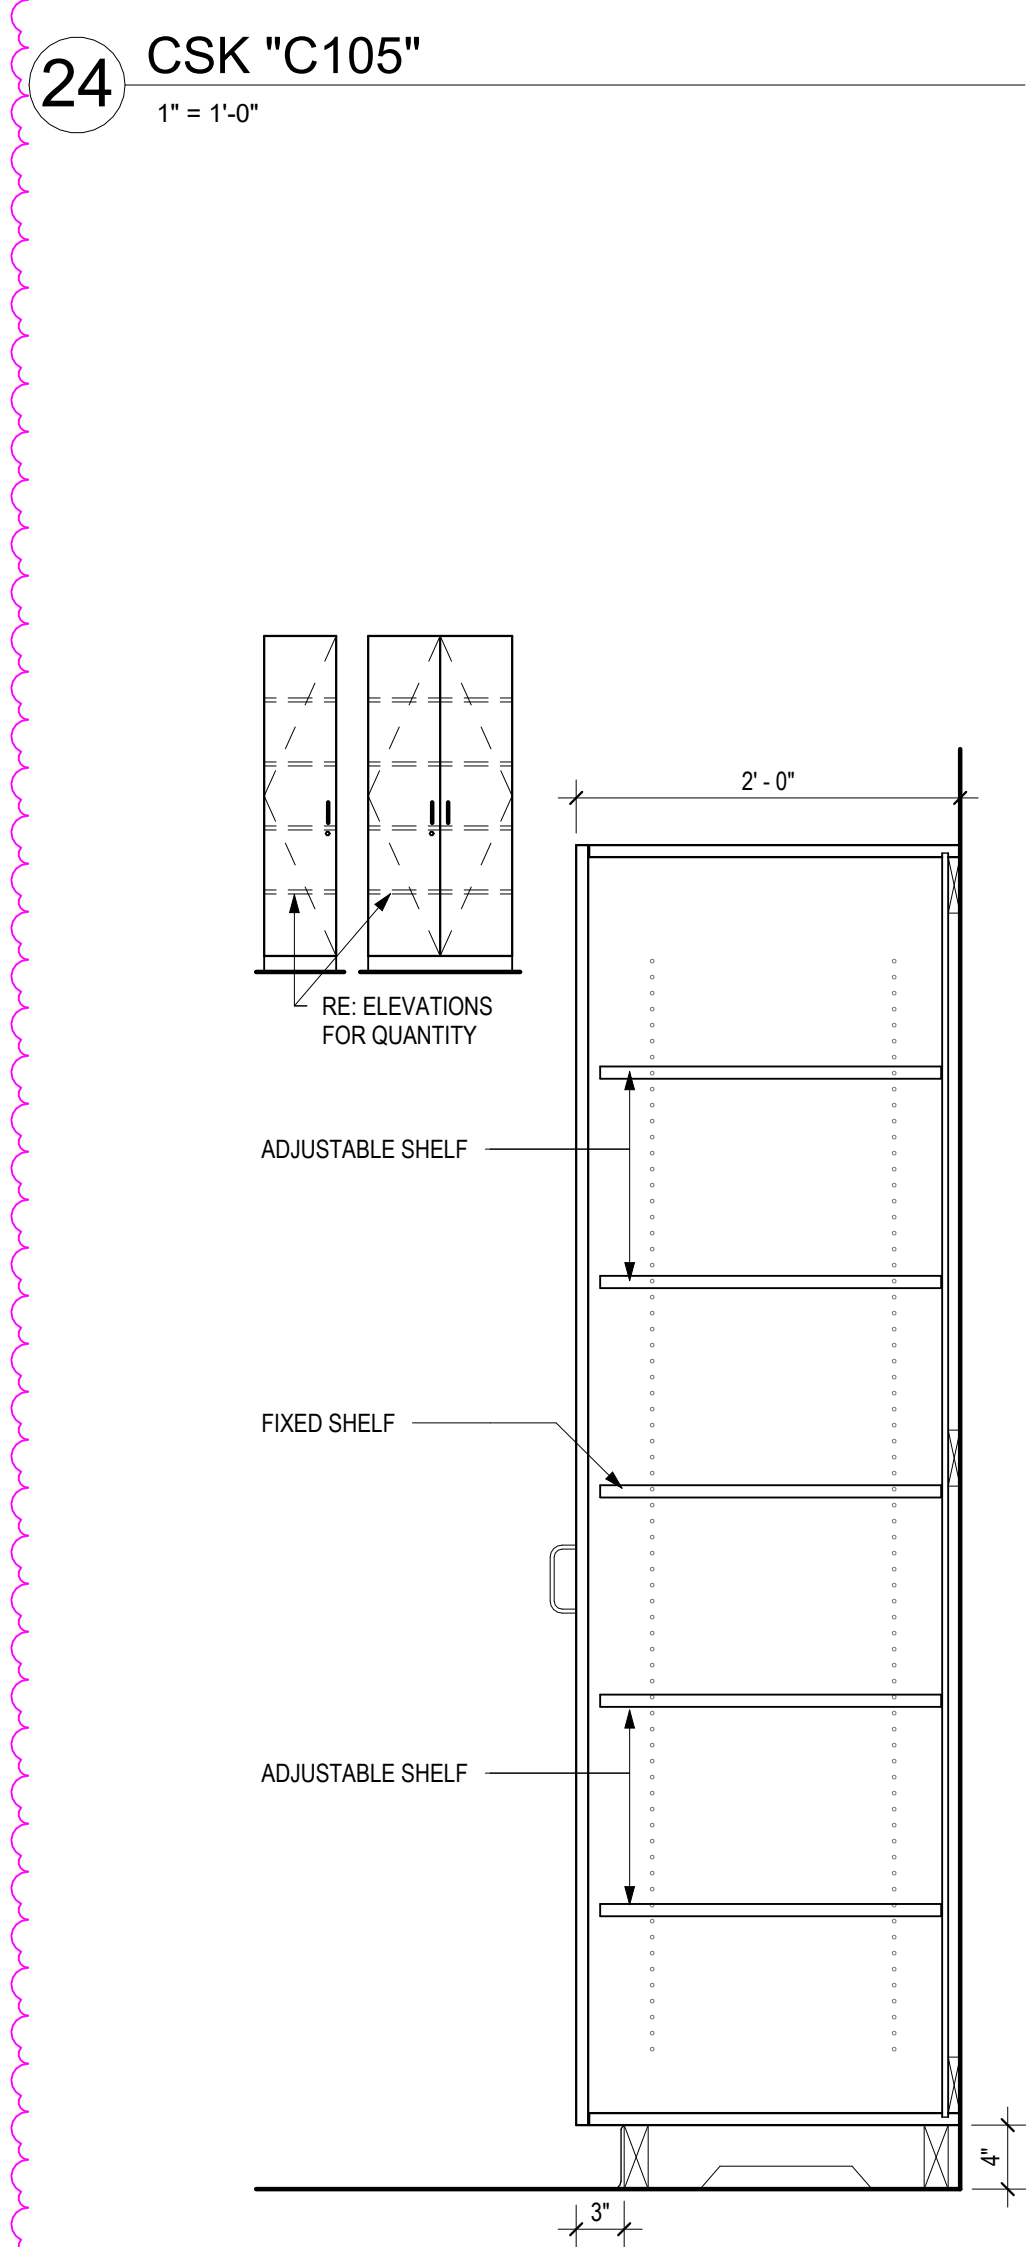 24
CSK "C105"
1" = 1'-0"
2' - 0"
RE: ELEVATIONS
FOR QUANTITY
ADJUSTABLE SHELF
FIXED SHELF
ADJUSTABLE SHELF
4"
3"